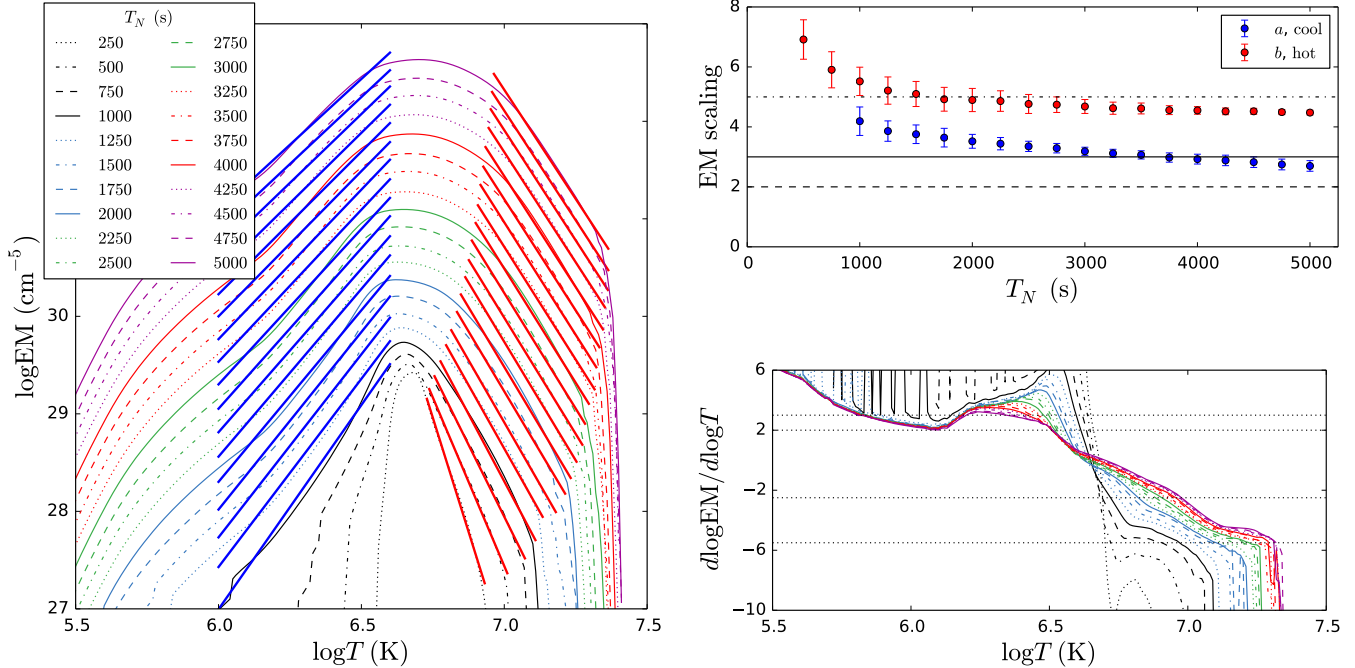 T_N (s)
250 2750
500 3000
750 3250
1000 3500
1250 3750
1500 4000
1750 4250
2000 4500
2250 4750
2500 5000
logEM (cm⁻⁵)
30
29
28
27
5.5 6.0 6.5 7.0 7.5
logT (K)
8
6
4
2
0
EM scaling
a, cool
b, hot
0 1000 2000 3000 4000 5000
T_N (s)
6
2
−2
−6
−10
dlogEM/dlogT
5.5 6.0 6.5 7.0 7.5
logT (K)